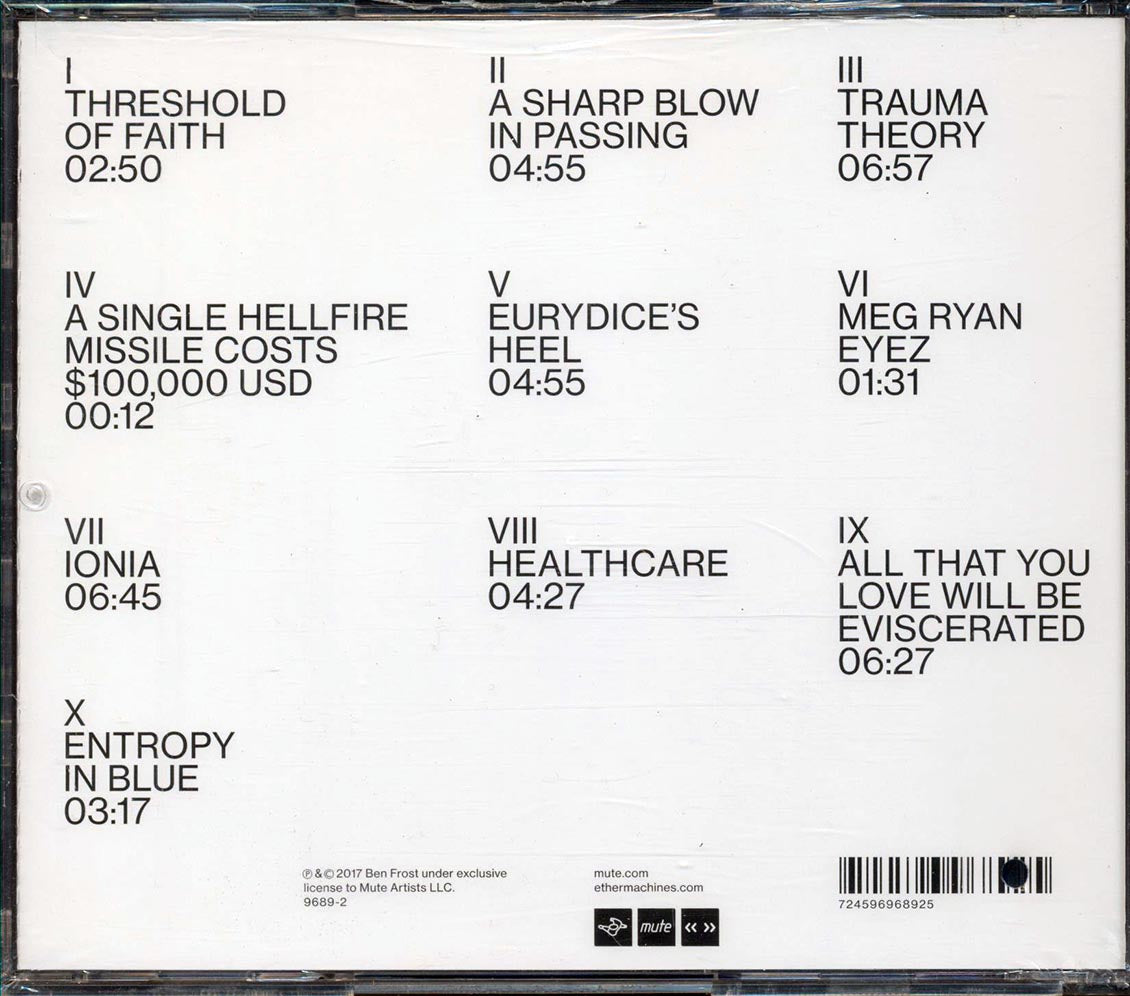 I
THRESHOLD
OF FAITH
02:50
II
A SHARP BLOW
IN PASSING
04:55
III
TRAUMA
THEORY
06:57
IV
A SINGLE HELLFIRE
MISSILE COSTS
$100,000 USD
00:12
V
EURYDICE’S
HEEL
04:55
VI
MEG RYAN
EYEZ
01:31
VII
IONIA
06:45
VIII
HEALTHCARE
04:27
IX
ALL THAT YOU
LOVE WILL BE
EVISCERATED
06:27
X
ENTROPY
IN BLUE
03:17
℗ & © 2017 Ben Frost under exclusive
license to Mute Artists LLC.
9689-2
mute.com
ethermachines.com
mute
« »
724596968925